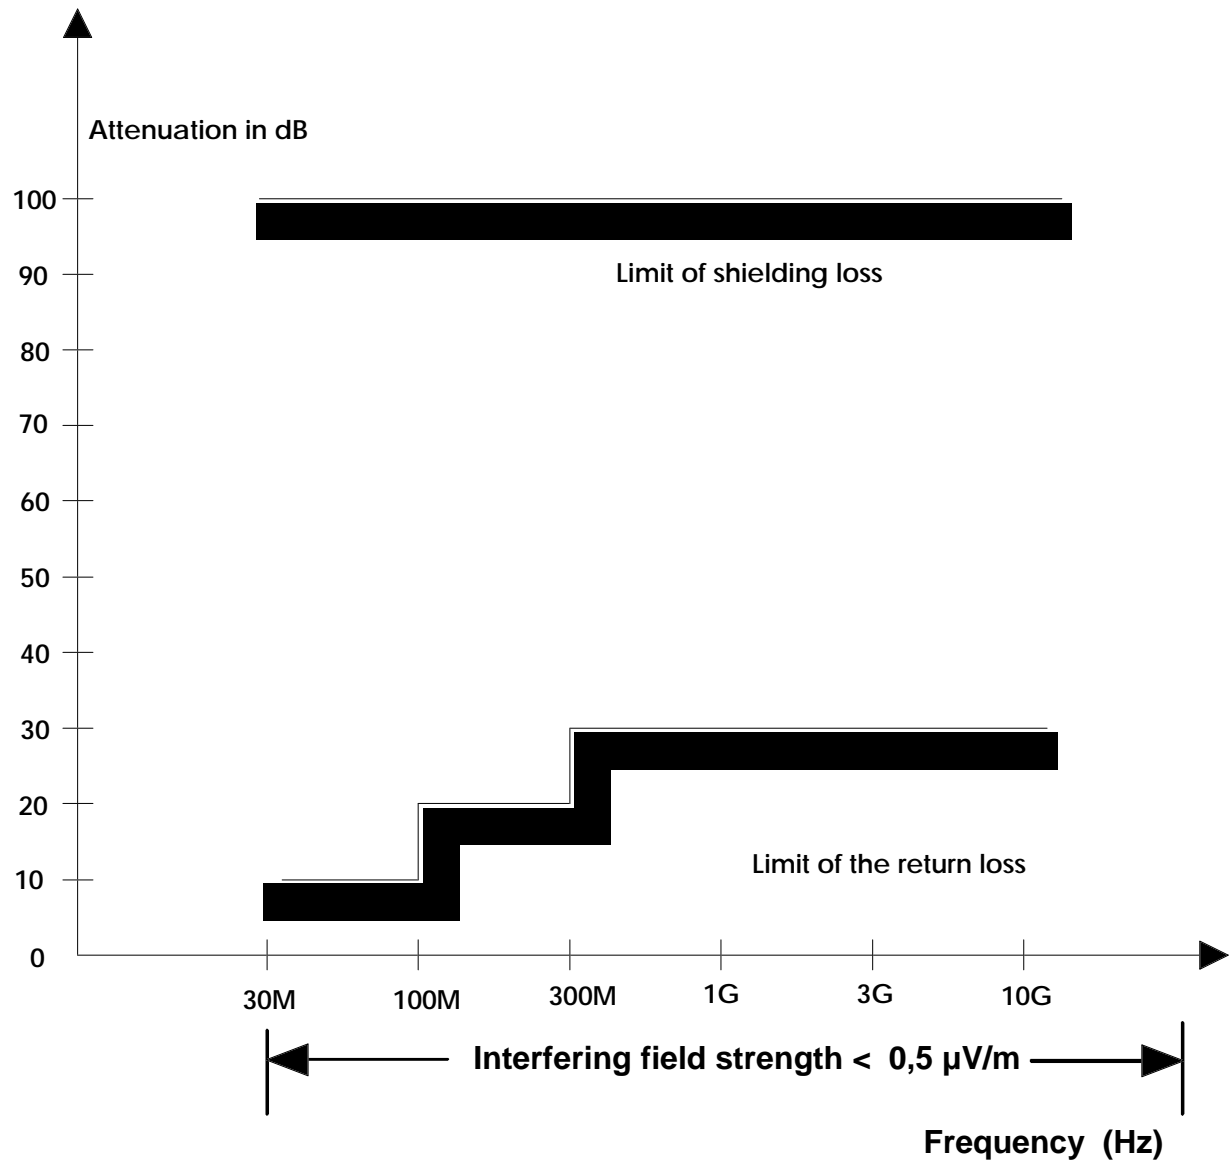 Attenuation in dB
100
90
Limit of shielding loss
80
70
60
50
40
30
20
10
Limit of the return loss
0
30M 100M 300M 1G 3G 10G
Interfering field strength < 0,5 µV/m
Frequency (Hz)